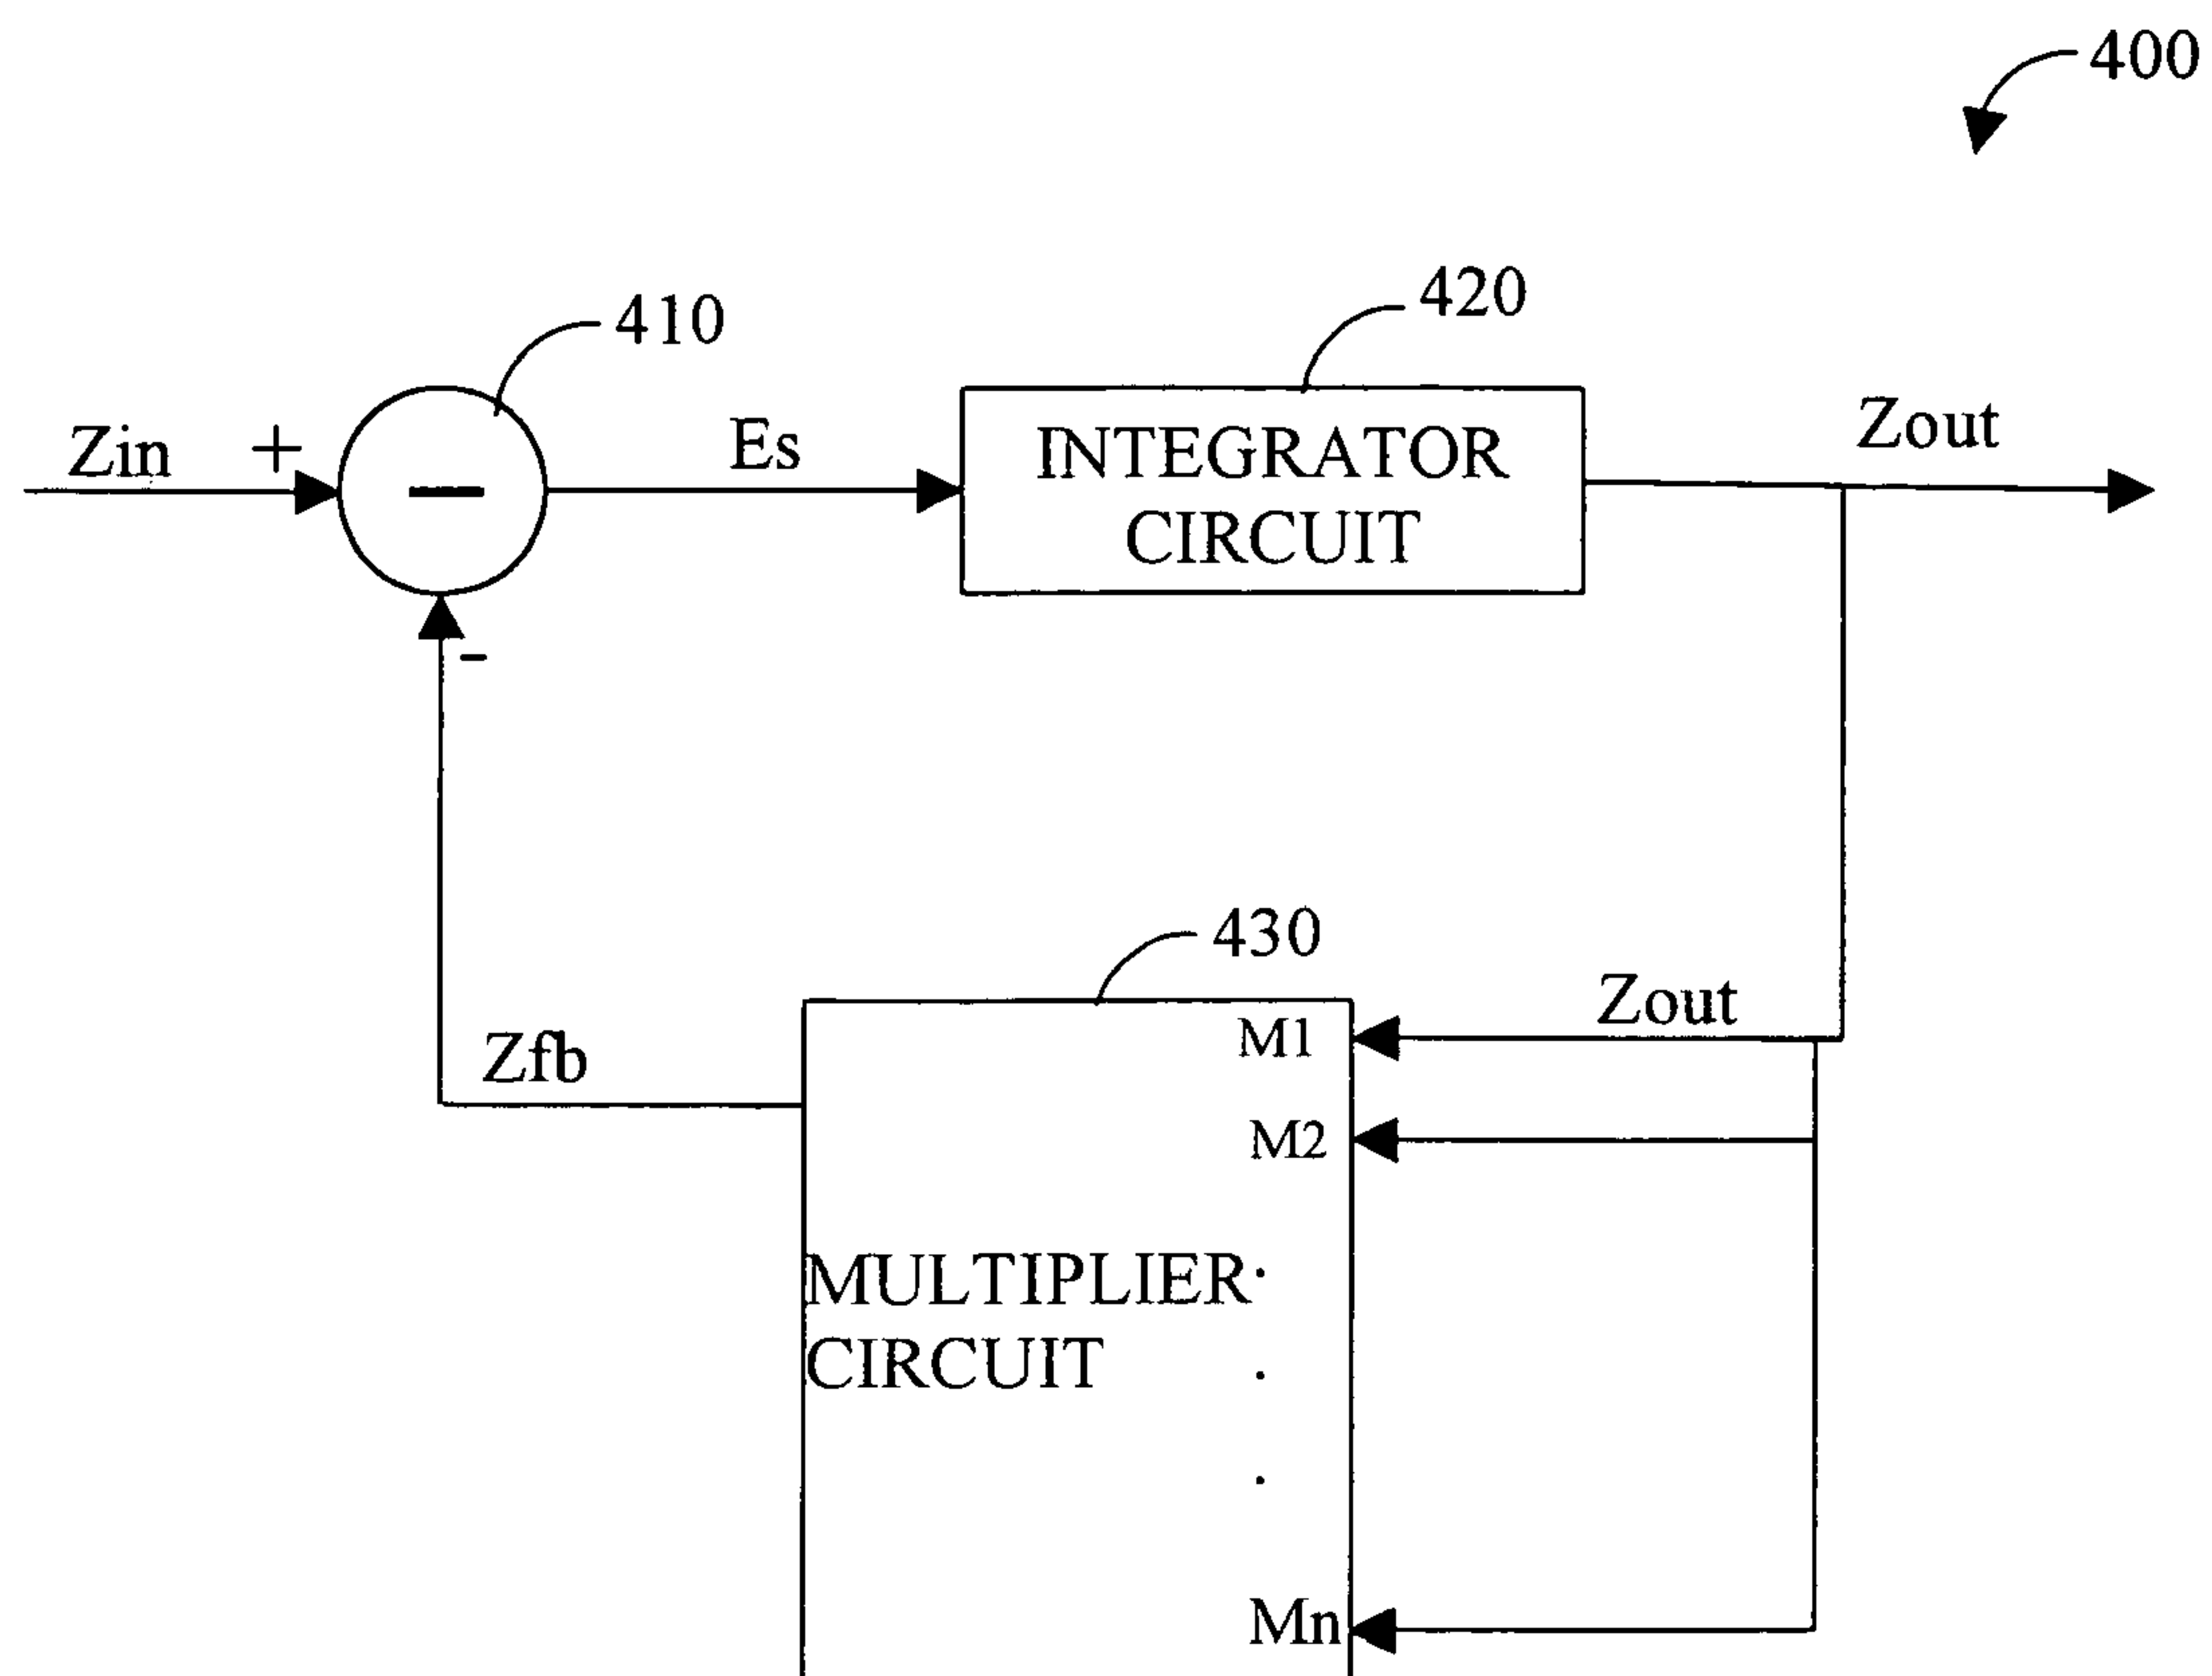 400
410
420
Zin +
−
Es
INTEGRATOR
CIRCUIT
Zout
-
430
Zout
M1
Zfb
M2
MULTIPLIER
CIRCUIT
.
.
.
Mn